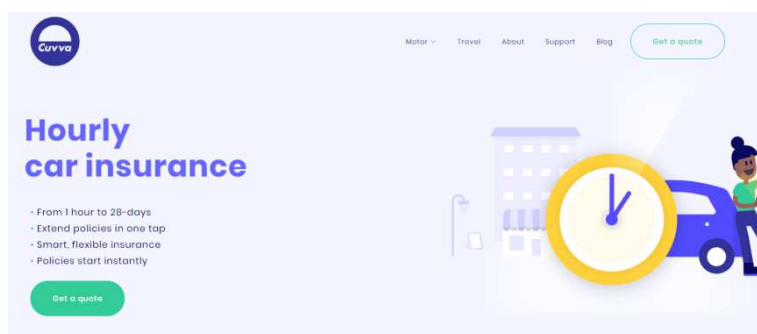 Cuvva
Motor Travel About Support Blog Get a quote
Hourly
car insurance
• From 1 hour to 28-days
• Extend policies in one tap
• Smart, flexible insurance
• Policies start instantly
Get a quote